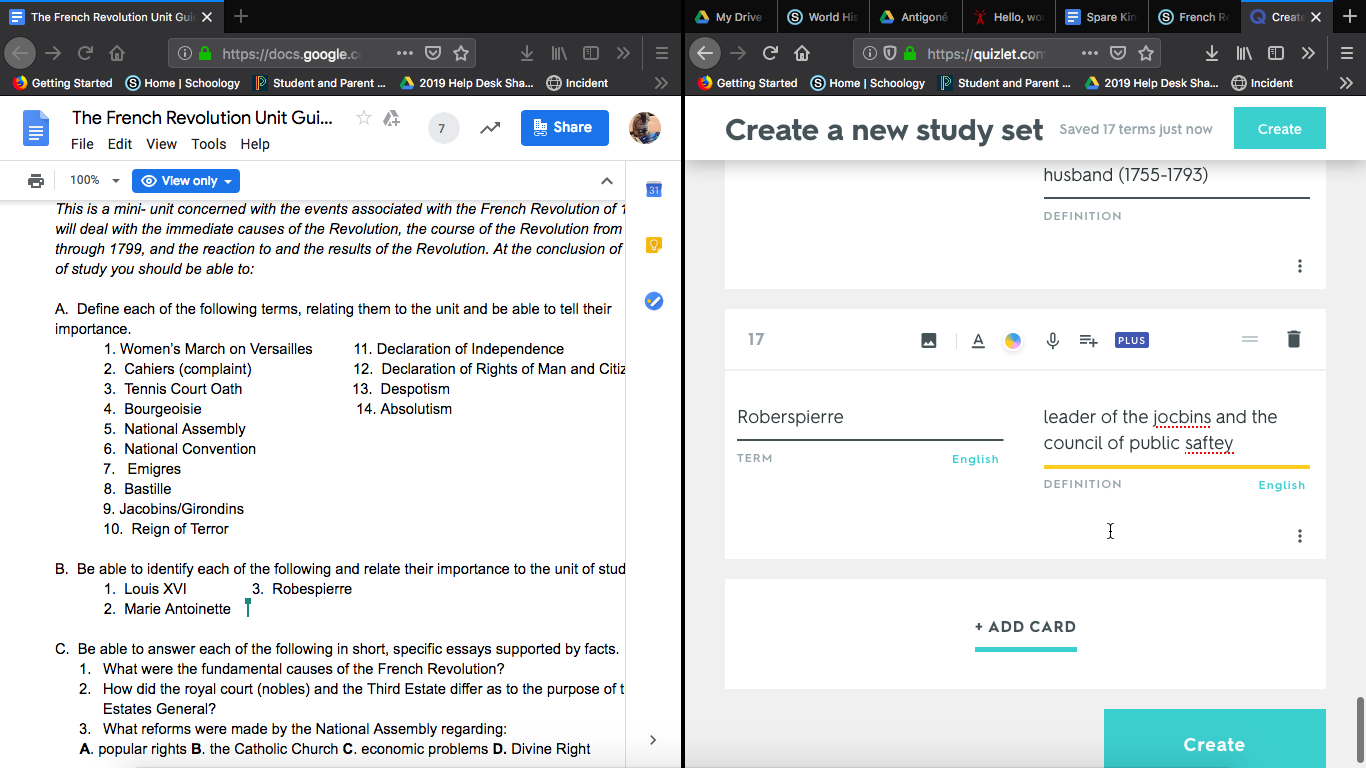 The French Revolution Unit Gui
https://docs.google.c
Getting Started Home | Schoology Student and Parent ... 2019 Help Desk Sha... Incident
The French Revolution Unit Gui...
File Edit View Tools Help
7
Share
100%
View only
31
This is a mini- unit concerned with the events associated with the French Revolution of 1
will deal with the immediate causes of the Revolution, the course of the Revolution from
through 1799, and the reaction to and the results of the Revolution. At the conclusion of
of study you should be able to:
A. Define each of the following terms, relating them to the unit and be able to tell their
importance.
1. Women's March on Versailles 11. Declaration of Independence
2. Cahiers (complaint) 12. Declaration of Rights of Man and Citiz
3. Tennis Court Oath 13. Despotism
4. Bourgeoisie 14. Absolutism
5. National Assembly
6. National Convention
7. Emigres
8. Bastille
9. Jacobins/Girondins
10. Reign of Terror
B. Be able to identify each of the following and relate their importance to the unit of stud
1. Louis XVI 3. Robespierre
2. Marie Antoinette
C. Be able to answer each of the following in short, specific essays supported by facts.
1. What were the fundamental causes of the French Revolution?
2. How did the royal court (nobles) and the Third Estate differ as to the purpose of t
Estates General?
3. What reforms were made by the National Assembly regarding:
A. popular rights B. the Catholic Church C. economic problems D. Divine Right
My Drive World His Antigoné Hello, wo Spare Kin French Re Create
https://quizlet.com
Getting Started Home | Schoology Student and Parent ... 2019 Help Desk Sha... Incident
Create a new study set Saved 17 terms just now Create
husband (1755-1793)
DEFINITION
17 A PLUS
Roberspierre
TERM English
leader of the jocbins and the
council of public saftey
DEFINITION English
+ ADD CARD
Create